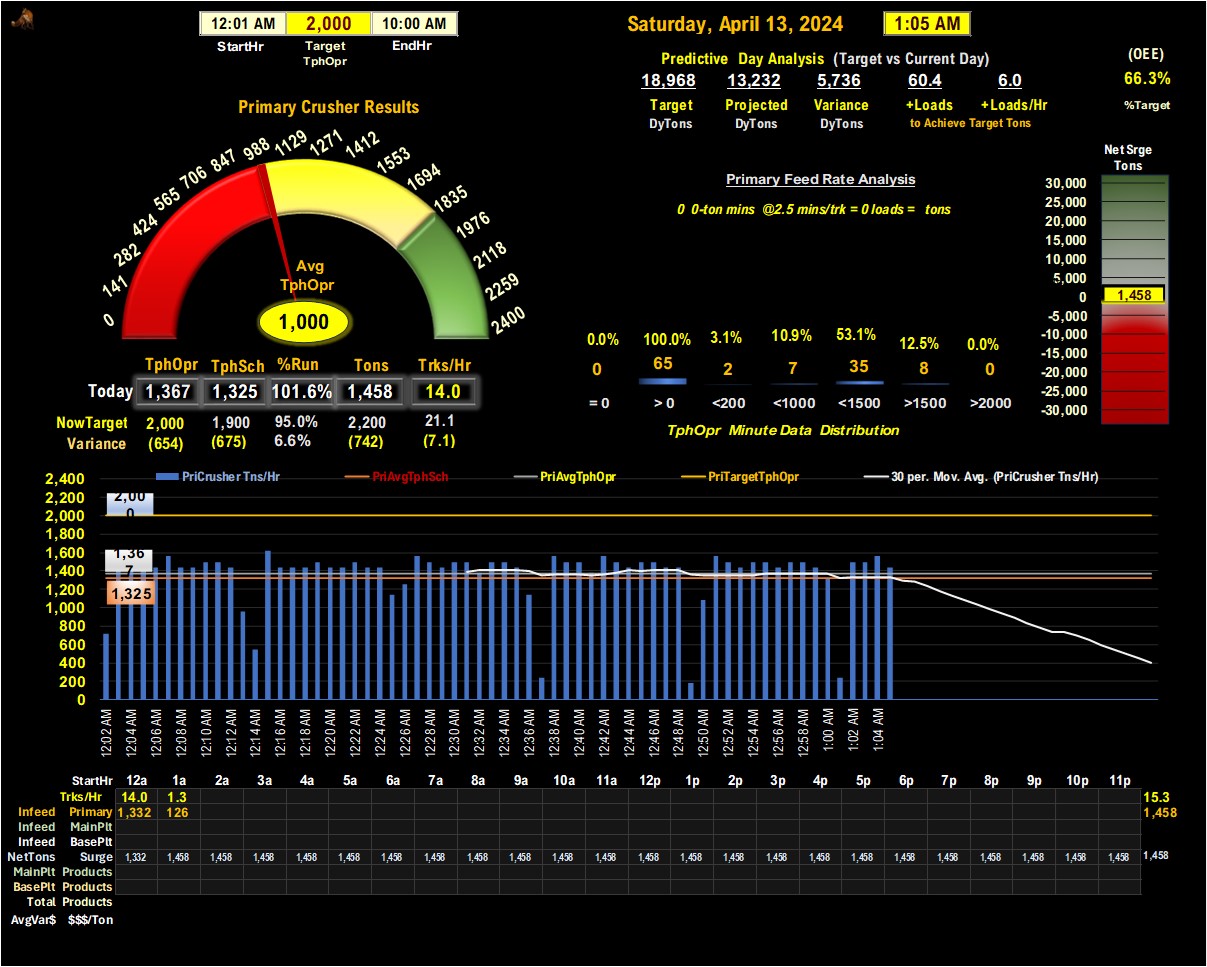 12:01 AM 2,000 10:00 AM
StartHr Target TphOpr EndHr
Saturday, April 13, 2024 1:05 AM
Predictive Day Analysis (Target vs Current Day)
18,968 13,232 5,736 60.4 6.0
Target Projected Variance +Loads +Loads/Hr
DyTons DyTons DyTons to Achieve Target Tons
(OEE)
66.3%
%Target
Primary Crusher Results
0 141 282 424 565 706 847 988 1129 1271 1412 1553 1694 1835 1976 2118 2259 2400
Avg
TphOpr
1,000
Primary Feed Rate Analysis
0 0-ton mins @2.5 mins/trk = 0 loads = tons
Net Srge
Tons
30,000
25,000
20,000
15,000
10,000
5,000
0
-5,000
-10,000
-15,000
-20,000
-25,000
-30,000
1,458
0.0% 100.0% 3.1% 10.9% 53.1% 12.5% 0.0%
0 65 2 7 35 8 0
= 0 > 0 <200 <1000 <1500 >1500 >2000
TphOpr Minute Data Distribution
TphOpr TphSch %Run Tons Trks/Hr
Today 1,367 1,325 101.6% 1,458 14.0
NowTarget 2,000 1,900 95.0% 2,200 21.1
Variance (654) (675) 6.6% (742) (7.1)
PriCrusher Tns/Hr PriAvgTphSch PriAvgTphOpr PriTargetTphOpr 30 per. Mov. Avg. (PriCrusher Tns/Hr)
2,400
2,200
2,000
1,800
1,600
1,400
1,200
1,000
800
600
400
200
0
2,00
0
1,36
7
1,325
12:02 AM 12:04 AM 12:06 AM 12:08 AM 12:10 AM 12:12 AM 12:14 AM 12:16 AM 12:18 AM 12:20 AM 12:22 AM 12:24 AM 12:26 AM 12:28 AM 12:30 AM 12:32 AM 12:34 AM 12:36 AM 12:38 AM 12:40 AM 12:42 AM 12:44 AM 12:46 AM 12:48 AM 12:50 AM 12:52 AM 12:54 AM 12:56 AM 12:58 AM 1:00 AM 1:02 AM 1:04 AM
StartHr 12a 1a 2a 3a 4a 5a 6a 7a 8a 9a 10a 11a 12p 1p 2p 3p 4p 5p 6p 7p 8p 9p 10p 11p
Trks/Hr 14.0 1.3 15.3
Infeed Primary 1,332 126 1,458
Infeed MainPlt
Infeed BasePlt
NetTons Surge 1,332 1,458 1,458 1,458 1,458 1,458 1,458 1,458 1,458 1,458 1,458 1,458 1,458 1,458 1,458 1,458 1,458 1,458 1,458 1,458 1,458 1,458 1,458 1,458 1,458
MainPlt Products
BasePlt Products
Total Products
AvgVar$ $$$/Ton